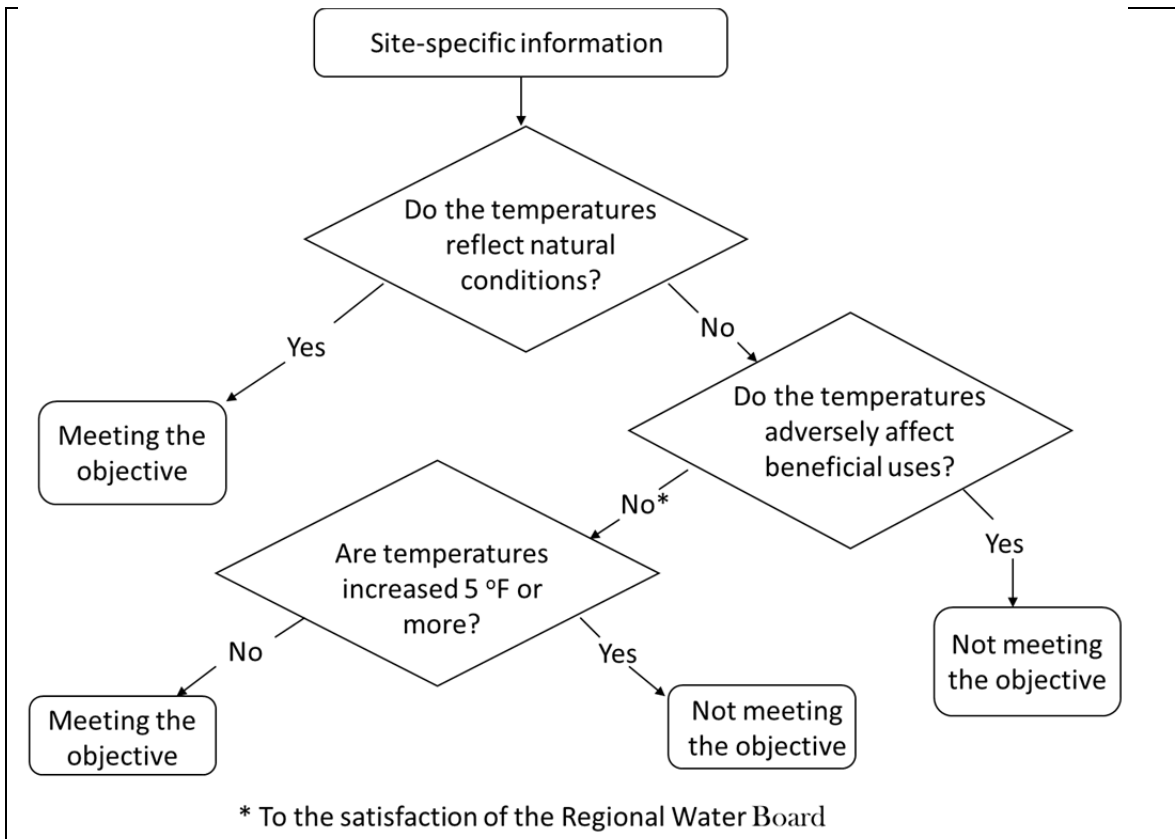 Site-specific information
Do the temperatures
reflect natural
conditions?
Yes
No
Meeting the
objective
Do the temperatures
adversely affect
beneficial uses?
No*
Yes
Are temperatures
increased 5 °F or
more?
No
Yes
Not meeting
the objective
Meeting the
objective
Not meeting
the objective
* To the satisfaction of the Regional Water Board